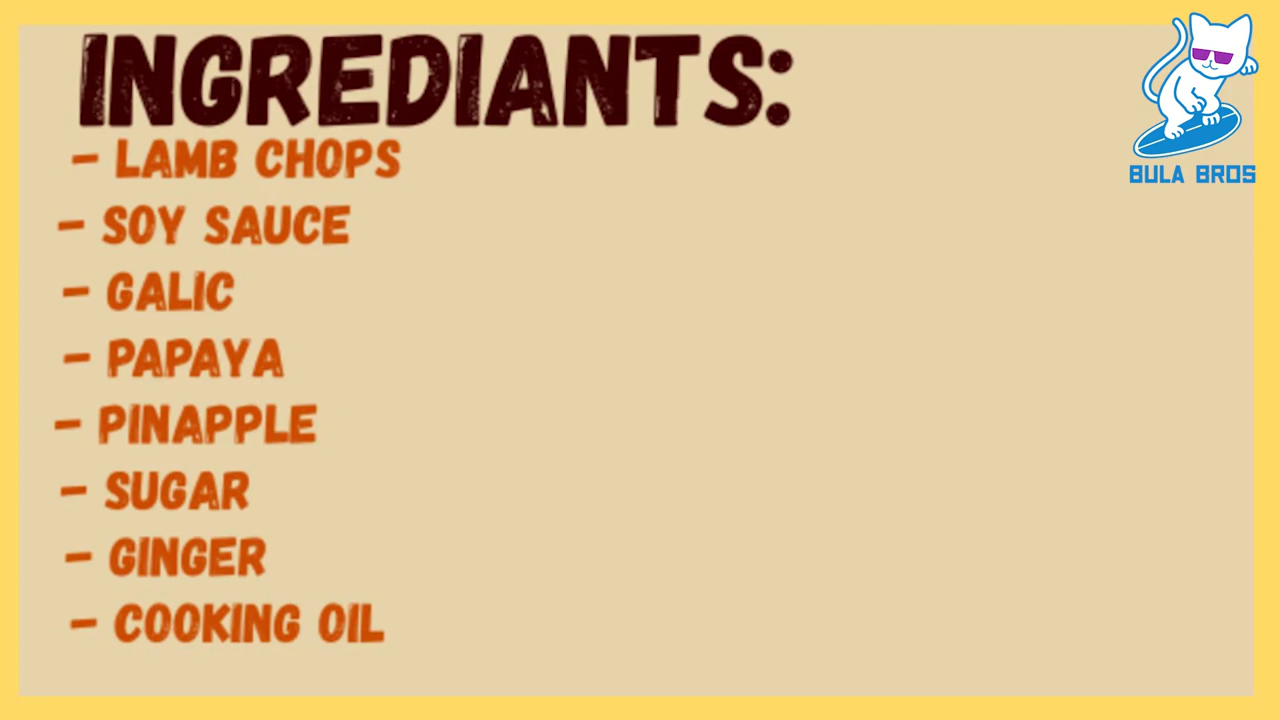 INGREDIANTS:
- LAMB CHOPS
- SOY SAUCE
- GALIC
- PAPAYA
- PINAPPLE
- SUGAR
- GINGER
- COOKING OIL
BULA BROS